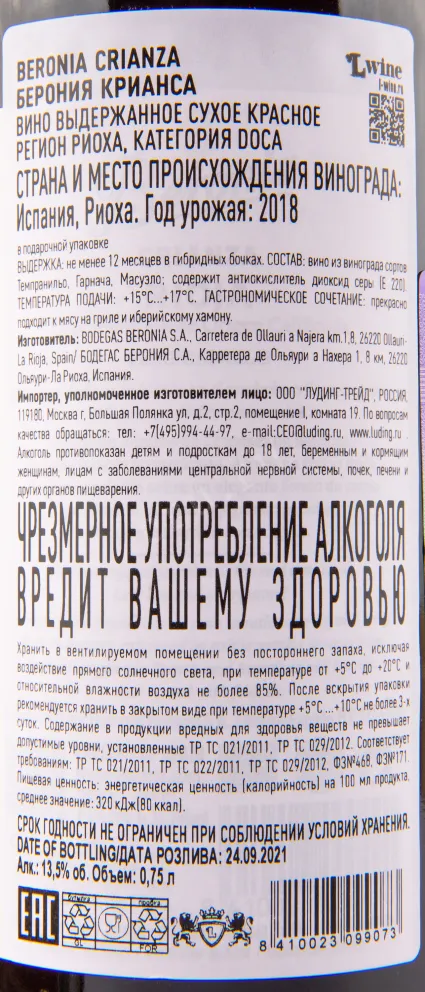 BERONIA CRIANZA
Lwine
l-wine.ru
БЕРОНИЯ КРИАНСА
ВИНО ВЫДЕРЖАННОЕ СУХОЕ КРАСНОЕ
РЕГИОН РИОХА, КАТЕГОРИЯ DOCA
СТРАНА И МЕСТО ПРОИСХОЖДЕНИЯ ВИНОГРАДА:
Испания, Риоха. Год урожая: 2018
в подарочной упаковке
ВЫДЕРЖКА: не менее 12 месяцев в гибридных бочках. СОСТАВ: вино из винограда сортов
Темпранильо, Гарнача, Масуэло; содержит антиокислитель диоксид серы (Е 220).
ТЕМПЕРАТУРА ПОДАЧИ: +15°С...+17°С. ГАСТРОНОМИЧЕСКОЕ СОЧЕТАНИЕ: прекрасно
подходит к мясу на гриле и иберийскому хамону.
Изготовитель: BODEGAS BERONIA S.A., Carretera de Ollauri a Najera km.1,8, 26220 Ollauri-
La Rioja, Spain/ БОДЕГАС БЕРОНИЯ С.А., Карретера де Ольяури а Нахера 1, 8 км, 26220
Ольяури-Ла Риоха, Испания.
Импортер, уполномоченное изготовителем лицо: ООО "ЛУДИНГ-ТРЕЙД", РОССИЯ,
119180, Москва г, Большая Полянка ул, д.2, стр.2, помещение I, комната 19. По вопросам
качества обращаться: тел: +7(495)994-44-97, e-mail:CEO@luding.ru, www.luding.ru .
Алкоголь противопоказан детям и подросткам до 18 лет, беременным и кормящим
женщинам, лицам с заболеваниями центральной нервной системы, почек, печени и
других органов пищеварения.
ЧРЕЗМЕРНОЕ УПОТРЕБЛЕНИЕ АЛКОГОЛЯ
ВРЕДИТ ВАШЕМУ ЗДОРОВЬЮ
Хранить в вентилируемом помещении без постороннего запаха, исключая
воздействие прямого солнечного света, при температуре от +5°С до +20°С и
относительной влажности воздуха не более 85%. После вскрытия упаковки
рекомендуется хранить в закрытом виде при температуре +5°С...+10°С не более 3-х
суток. Содержание в продукции вредных для здоровья веществ не превышает
допустимые уровни, установленные ТР ТС 021/2011, ТР ТС 029/2012. Соответствует
требованиям: ТР ТС 021/2011, ТР ТС 022/2011, ТР ТС 029/2012, ФЗ№468, ФЗ№171.
Пищевая ценность: энергетическая ценность (калорийность) на 100 мл продукта,
среднее значение: 320 кДж(80 ккал).
СРОК ГОДНОСТИ НЕ ОГРАНИЧЕН ПРИ СОБЛЮДЕНИИ УСЛОВИЙ ХРАНЕНИЯ.
DATE OF BOTTLING/ДАТА РОЗЛИВА: 24.09.2021
Алк.: 13,5% об. Объем: 0,75 л
EAC
бутылка
пробка
GL
FOR
L
8 410023 099073